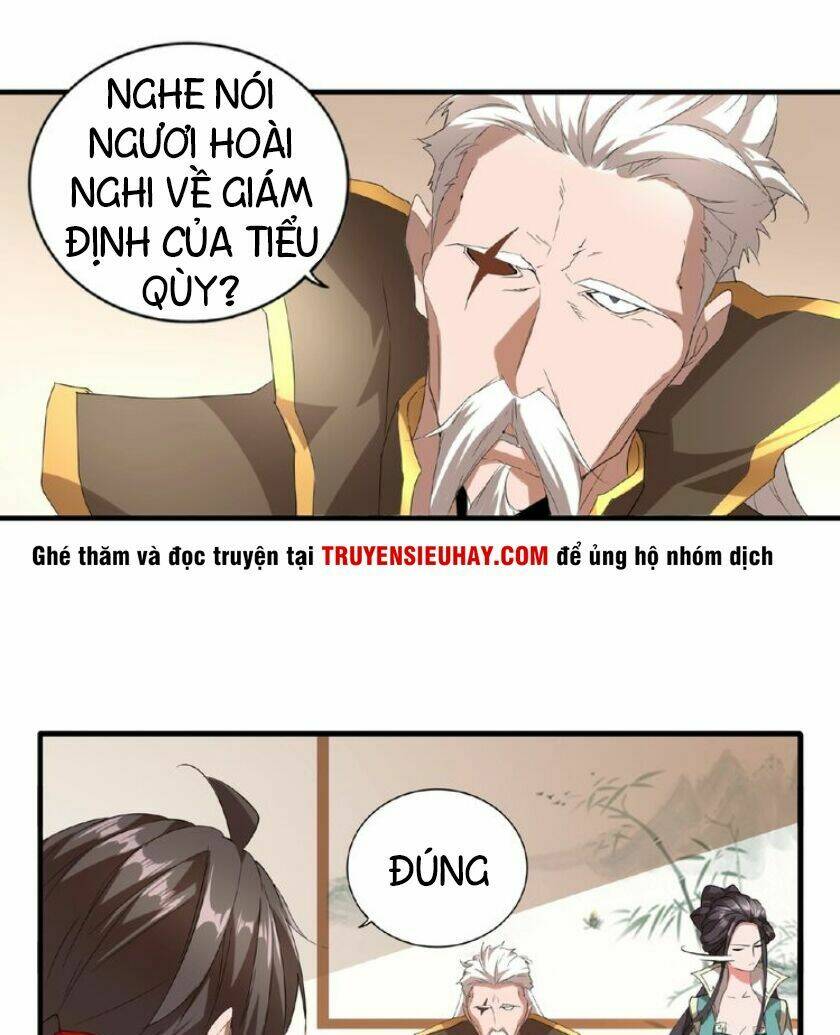 NGHE NÓI
NGƯƠI HOÀI
NGHI VỀ GIÁM
ĐỊNH CỦA TIỂU
QÙY?
Ghé thăm và đọc truyện tại TRUYENSIEUHAY.COM để ủng hộ nhóm dịch
ĐÚNG